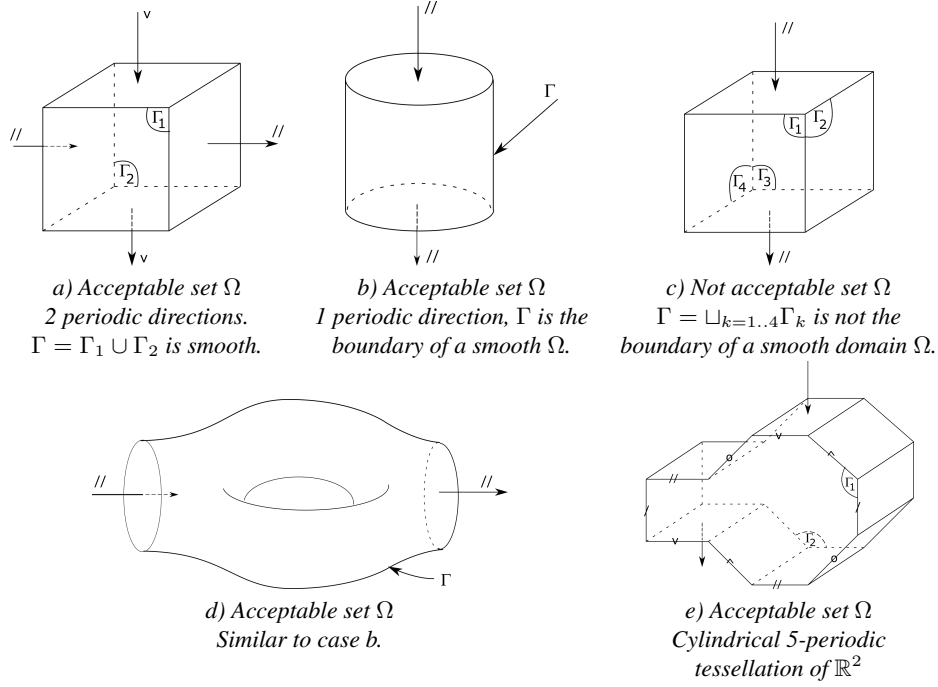 v
//
//
Γ₁
Γ₂
v
a) Acceptable set Ω
2 periodic directions.
Γ = Γ₁ ∪ Γ₂ is smooth.
//
Γ
//
b) Acceptable set Ω
1 periodic direction, Γ is the
boundary of a smooth Ω.
//
Γ₁ Γ₂
Γ₄ Γ₃
//
c) Not acceptable set Ω
Γ = ⊔ₖ₌₁..₄Γₖ is not the
boundary of a smooth domain Ω.
//
//
Γ
d) Acceptable set Ω
Similar to case b.
v
o
^
//
Γ₁
/
/
Γ₂
v
o
^
//
e) Acceptable set Ω
Cylindrical 5-periodic
tessellation of ℝ²